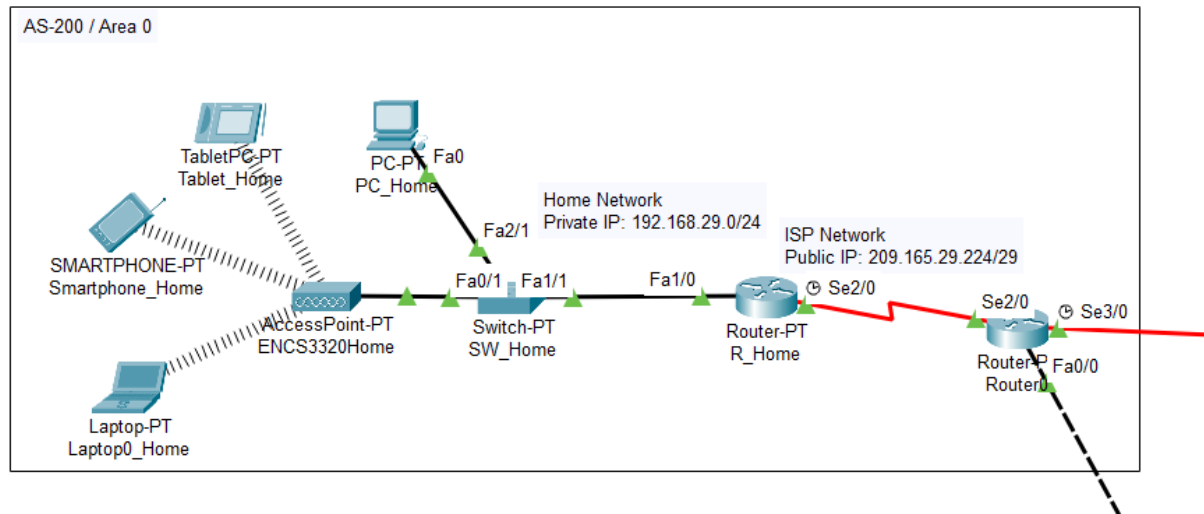 AS-200 / Area 0
TabletPC-PT
Tablet_Home
PC-PT
PC_Home
Fa0
SMARTPHONE-PT
Smartphone_Home
Home Network
Private IP: 192.168.29.0/24
ISP Network
Public IP: 209.165.29.224/29
Fa2/1
Fa0/1
Fa1/1
Fa1/0
Se2/0
Se2/0
Se3/0
AccessPoint-PT
ENCS3320Home
Switch-PT
SW_Home
Router-PT
R_Home
Router-P
Router0
Fa0/0
Laptop-PT
Laptop0_Home